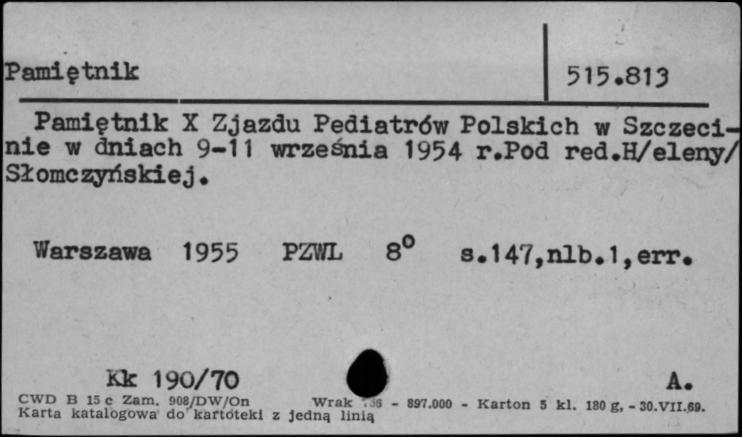 Pamiętnik
515.813
Pamiętnik X Zjazdu Pediatrów Polskich w Szczeci-
nie w dniach 9-11 września 1954 r.Pod red.H/eleny/
Słomczyńskiej.
Warszawa 1955 PZWL 8° s.147,nlb.1,err.
Kk 190/70
A.
CWD B 15 c Zam. 908/DW/On Wrak - 897.000 - Karton 5 kl. 180 g, - 30.VII.69.
Karta katalogowa do kartoteki z jedną linią